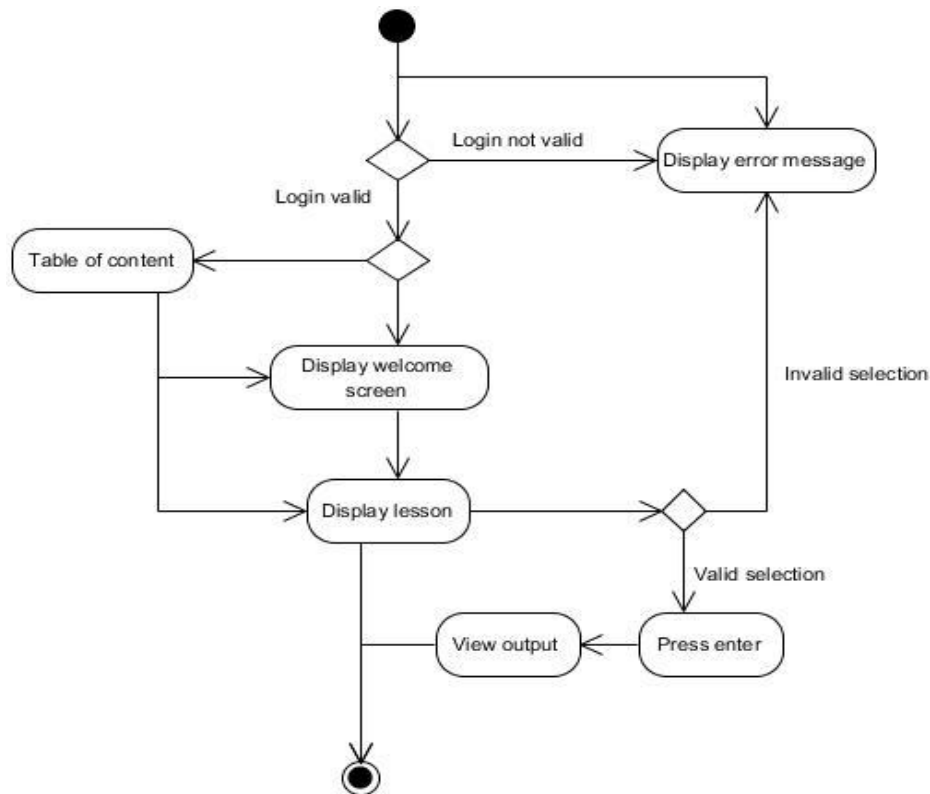 Login not valid
Display error message
Login valid
Table of content
Display welcome
screen
Invalid selection
Display lesson
Valid selection
View output
Press enter